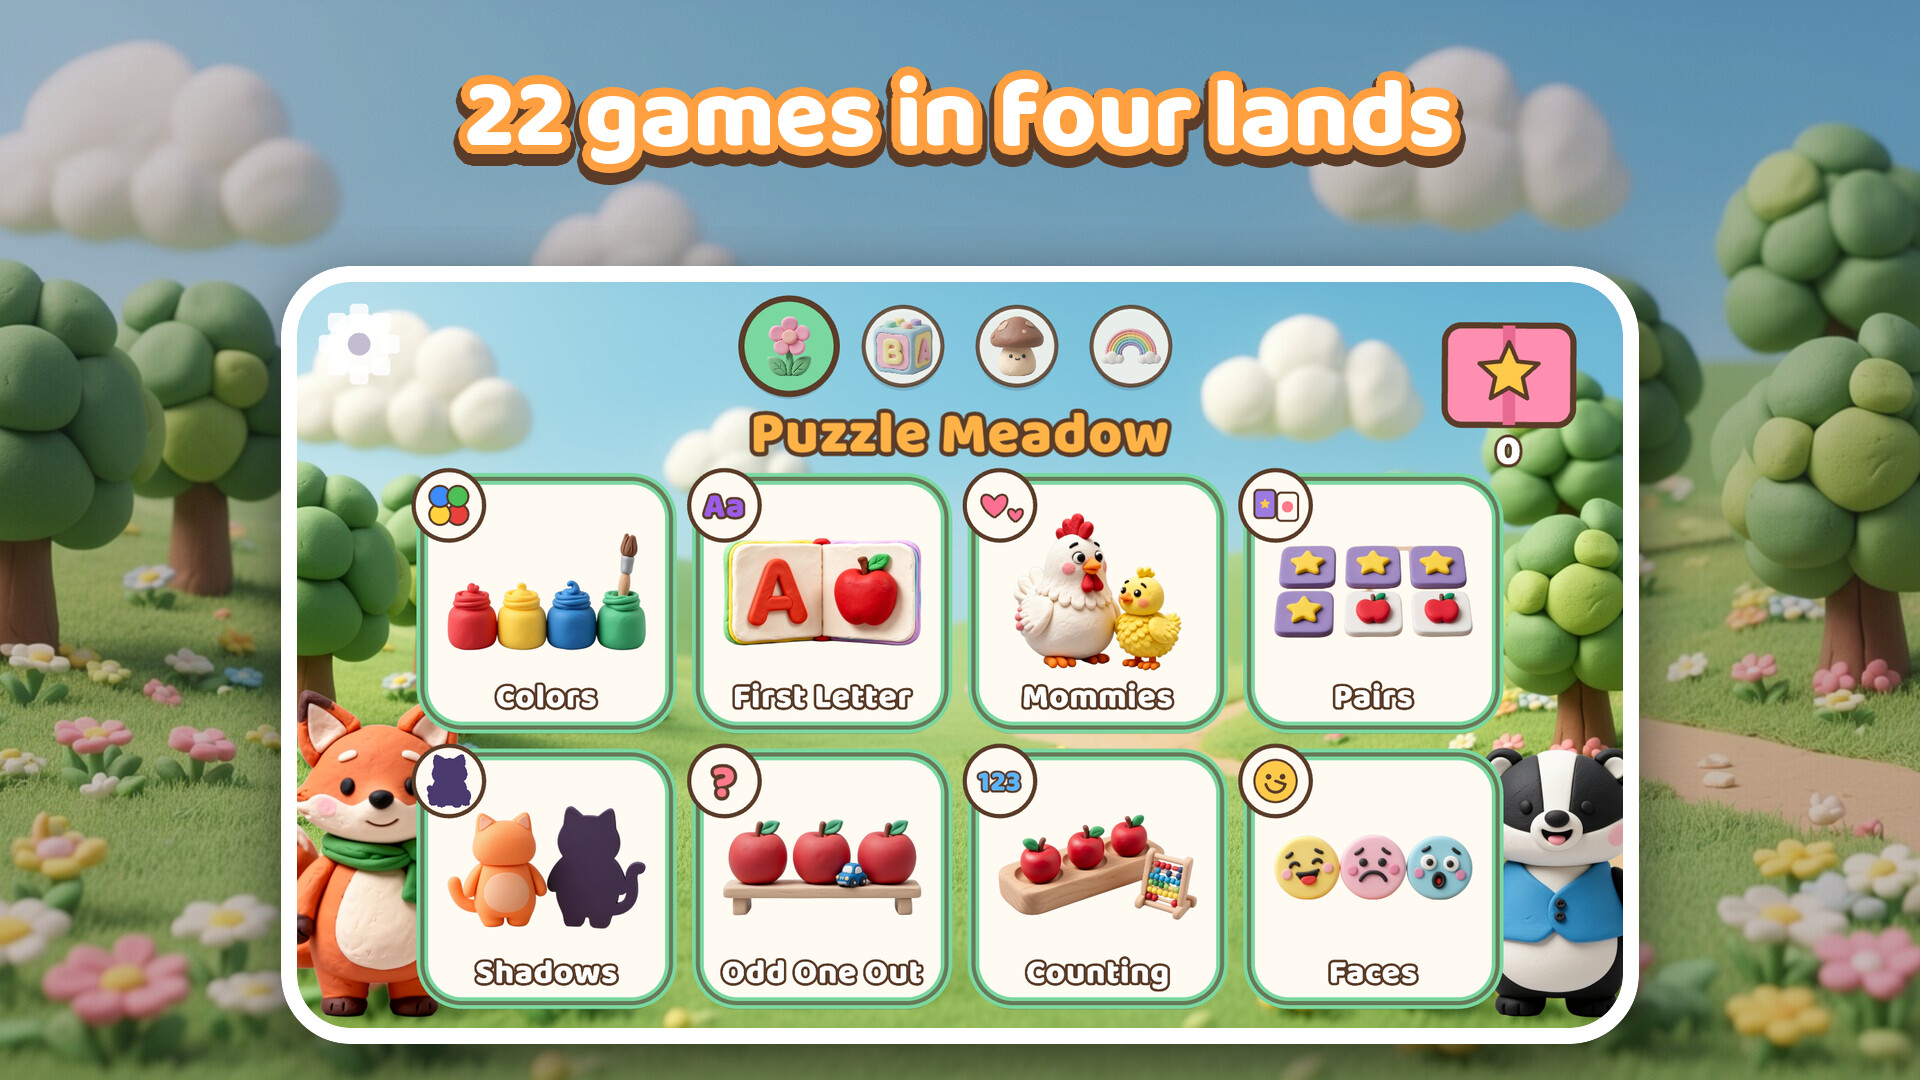 22 games in four lands
B A
Puzzle Meadow
0
Aa
A
Colors
First Letter
Mommies
Pairs
?
123
Shadows
Odd One Out
Counting
Faces